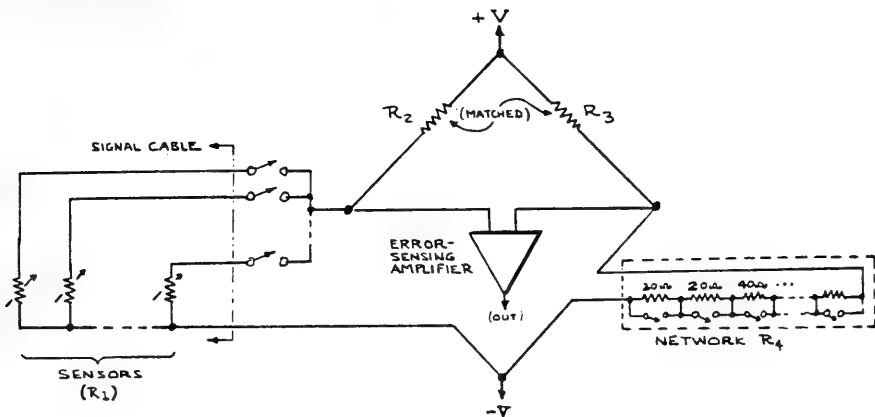 +V
R2
(MATCHED)
R3
SIGNAL CABLE
ERROR-
SENSING
AMPLIFIER
(OUT)
20Ω 20Ω 40Ω ...
NETWORK R4
SENSORS
(R1)
-V